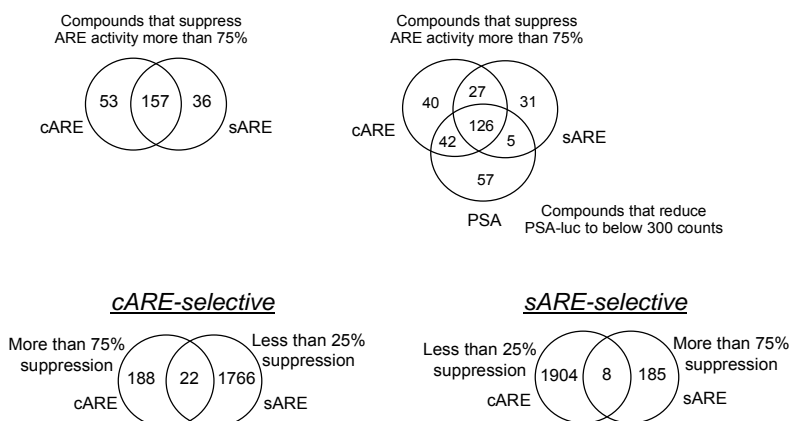 Compounds that suppress
ARE activity more than 75%
53
157
36
cARE
sARE
Compounds that suppress
ARE activity more than 75%
40
27
31
cARE
126
sARE
42
5
57
PSA
Compounds that reduce
PSA-luc to below 300 counts
cARE-selective
More than 75%
suppression
Less than 25%
suppression
188
22
1766
cARE
sARE
sARE-selective
Less than 25%
suppression
More than 75%
suppression
1904
8
185
cARE
sARE